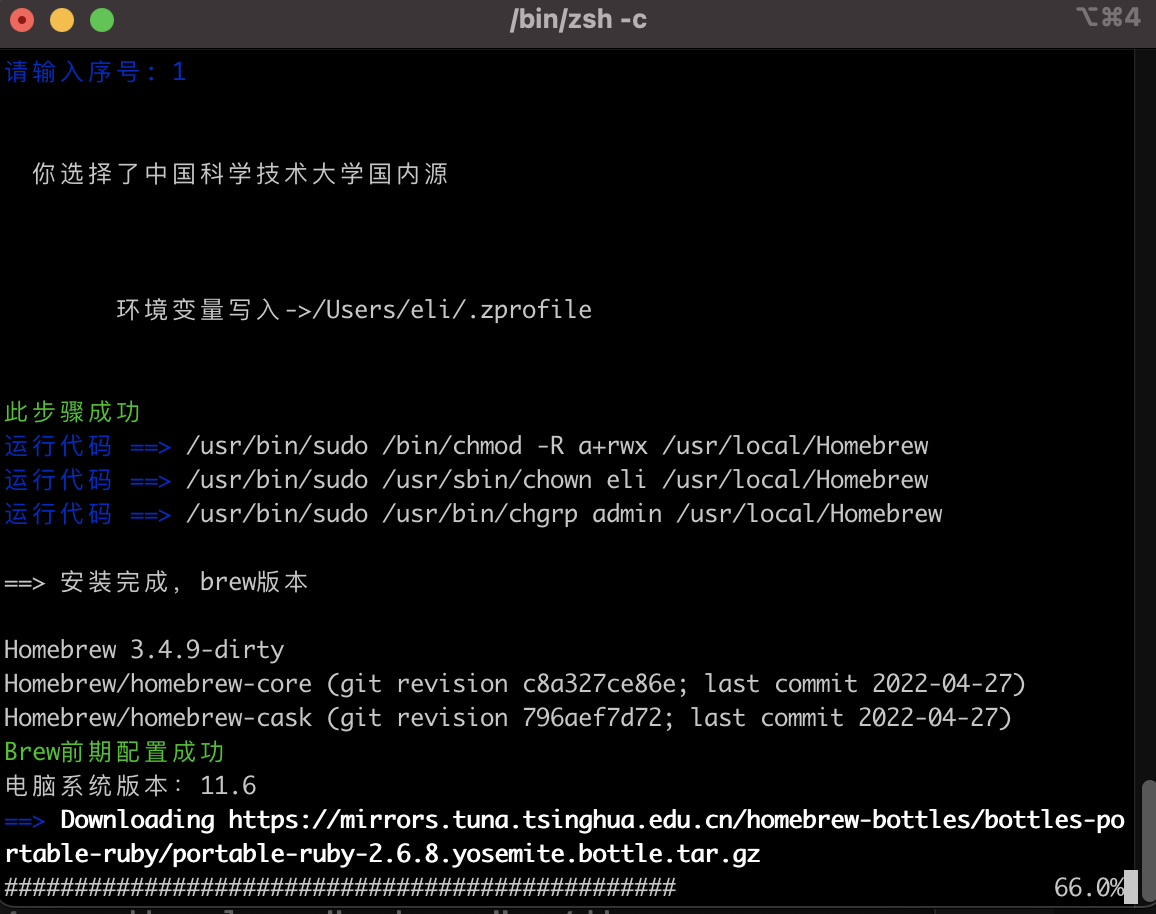 /bin/zsh -c
⌥⌘4
请输入序号: 1
你选择了中国科学技术大学国内源
环境变量写入->/Users/eli/.zprofile
此步骤成功
运行代码 ==> /usr/bin/sudo /bin/chmod -R a+rwx /usr/local/Homebrew
运行代码 ==> /usr/bin/sudo /usr/sbin/chown eli /usr/local/Homebrew
运行代码 ==> /usr/bin/sudo /usr/bin/chgrp admin /usr/local/Homebrew
==> 安装完成, brew版本
Homebrew 3.4.9-dirty
Homebrew/homebrew-core (git revision c8a327ce86e; last commit 2022-04-27)
Homebrew/homebrew-cask (git revision 796aef7d72; last commit 2022-04-27)
Brew前期配置成功
电脑系统版本: 11.6
==> Downloading https://mirrors.tuna.tsinghua.edu.cn/homebrew-bottles/bottles-po
rtable-ruby/portable-ruby-2.6.8.yosemite.bottle.tar.gz
################################################ 66.0%